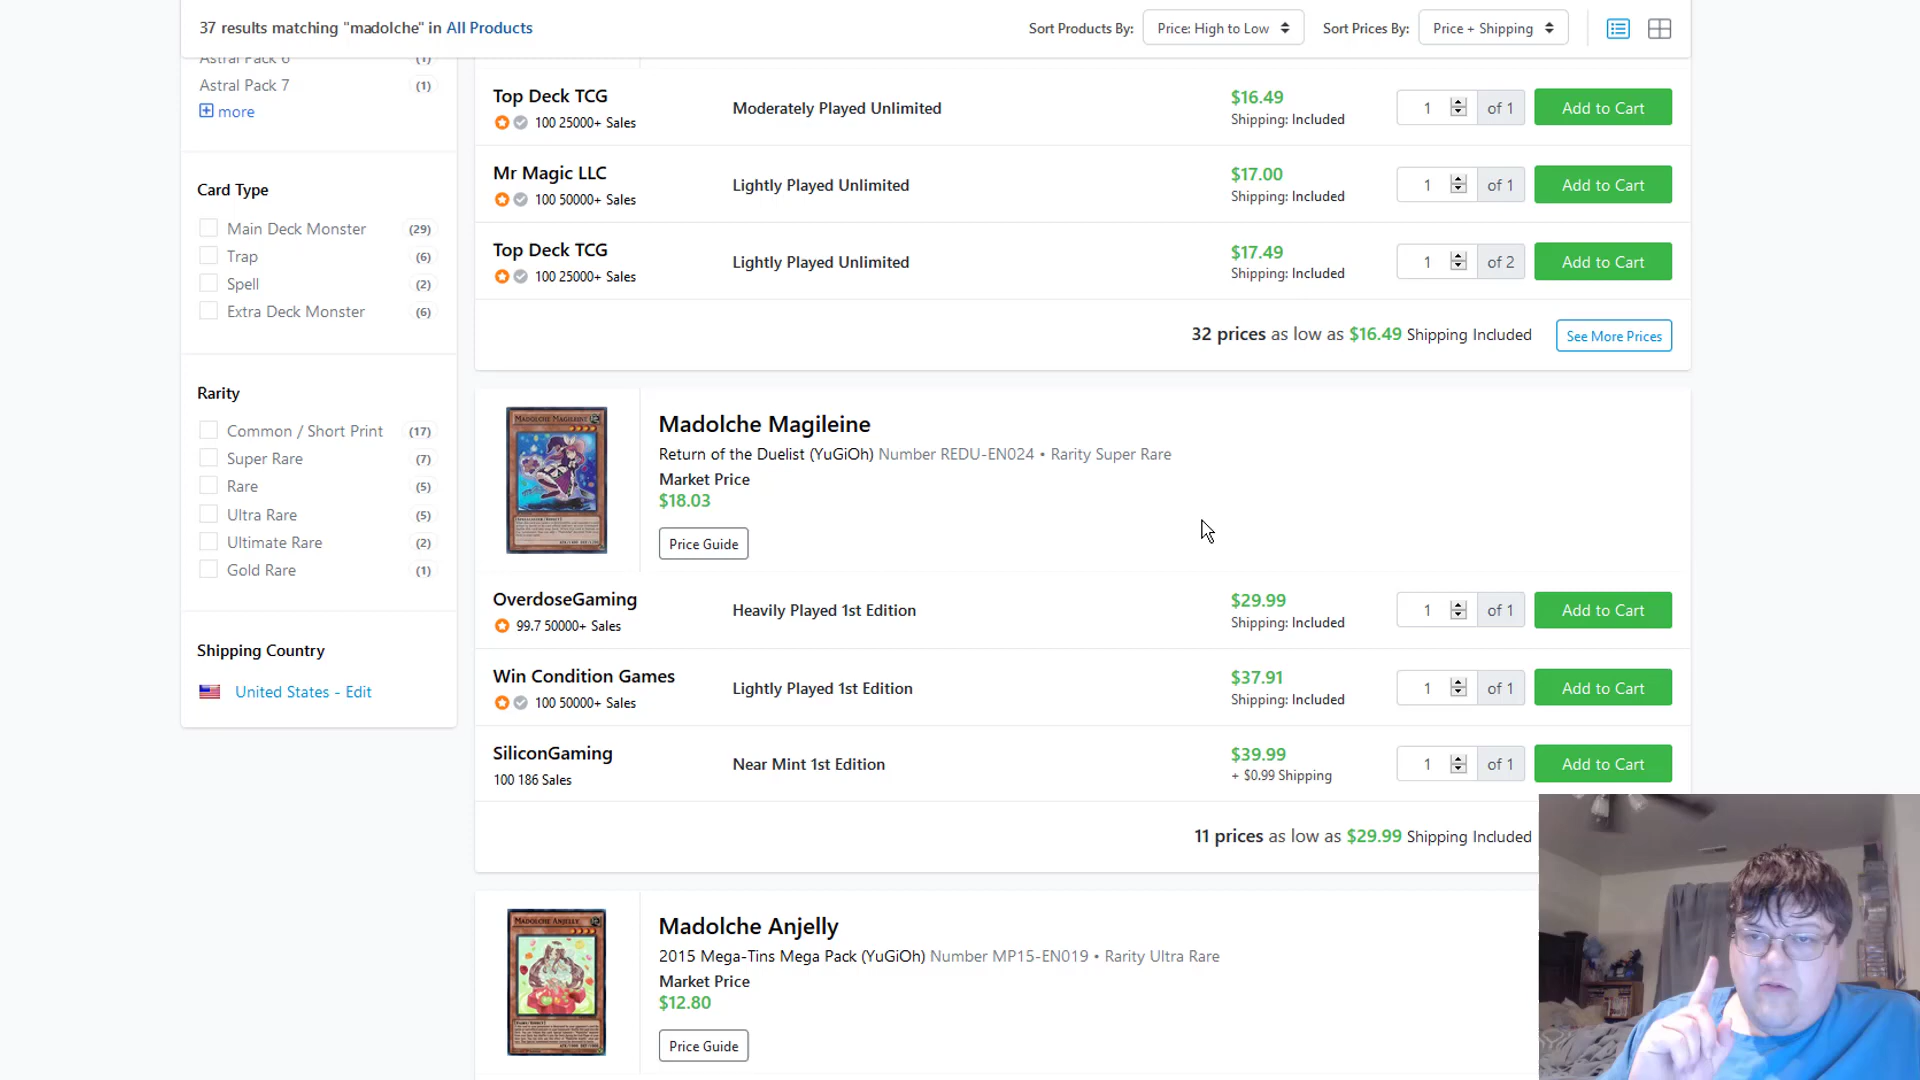 37 results matching "madolche" in All Products
Sort Products By:
Price: High to Low
Sort Prices By:
Price + Shipping
Astral Pack 6 (1)
Astral Pack 7 (1)
more
Card Type
Main Deck Monster (29)
Trap (6)
Spell (2)
Extra Deck Monster (6)
Rarity
Common / Short Print (17)
Super Rare (7)
Rare (5)
Ultra Rare (5)
Ultimate Rare (2)
Gold Rare (1)
Shipping Country
United States - Edit
Top Deck TCG
100 25000+ Sales
Moderately Played Unlimited
$16.49
Shipping: Included
1 of 1
Add to Cart
Mr Magic LLC
100 50000+ Sales
Lightly Played Unlimited
$17.00
Shipping: Included
1 of 1
Add to Cart
Top Deck TCG
100 25000+ Sales
Lightly Played Unlimited
$17.49
Shipping: Included
1 of 2
Add to Cart
32 prices as low as $16.49 Shipping Included
See More Prices
MADOLCHE MAGILEINE
Madolche Magileine
Return of the Duelist (YuGiOh) Number REDU-EN024 • Rarity Super Rare
Market Price
$18.03
Price Guide
OverdoseGaming
99.7 50000+ Sales
Heavily Played 1st Edition
$29.99
Shipping: Included
1 of 1
Add to Cart
Win Condition Games
100 50000+ Sales
Lightly Played 1st Edition
$37.91
Shipping: Included
1 of 1
Add to Cart
SiliconGaming
100 186 Sales
Near Mint 1st Edition
$39.99
+ $0.99 Shipping
1 of 1
Add to Cart
11 prices as low as $29.99 Shipping Included
MADOLCHE ANJELLY
Madolche Anjelly
2015 Mega-Tins Mega Pack (YuGiOh) Number MP15-EN019 • Rarity Ultra Rare
Market Price
$12.80
Price Guide